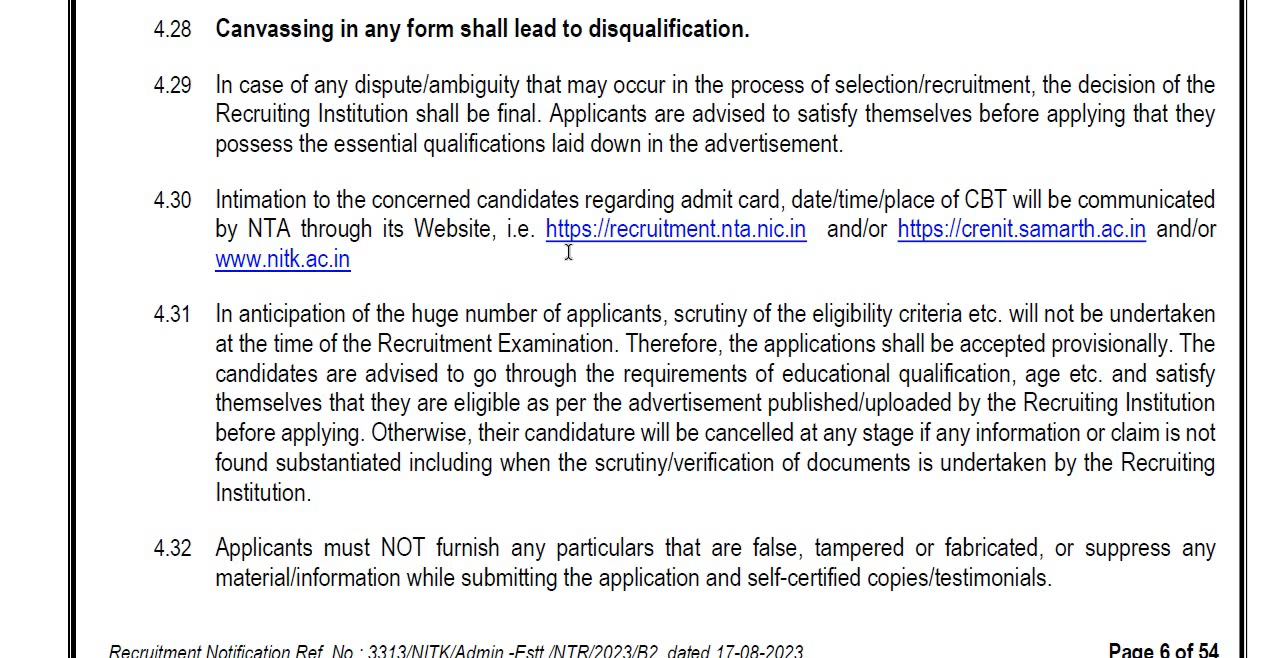 4.28 Canvassing in any form shall lead to disqualification.
4.29 In case of any dispute/ambiguity that may occur in the process of selection/recruitment, the decision of the
Recruiting Institution shall be final. Applicants are advised to satisfy themselves before applying that they
possess the essential qualifications laid down in the advertisement.
4.30 Intimation to the concerned candidates regarding admit card, date/time/place of CBT will be communicated
by NTA through its Website, i.e. https://recruitment.nta.nic.in and/or https://crenit.samarth.ac.in and/or
www.nitk.ac.in
4.31 In anticipation of the huge number of applicants, scrutiny of the eligibility criteria etc. will not be undertaken
at the time of the Recruitment Examination. Therefore, the applications shall be accepted provisionally. The
candidates are advised to go through the requirements of educational qualification, age etc. and satisfy
themselves that they are eligible as per the advertisement published/uploaded by the Recruiting Institution
before applying. Otherwise, their candidature will be cancelled at any stage if any information or claim is not
found substantiated including when the scrutiny/verification of documents is undertaken by the Recruiting
Institution.
4.32 Applicants must NOT furnish any particulars that are false, tampered or fabricated, or suppress any
material/information while submitting the application and self-certified copies/testimonials.
Recruitment Notification Ref. No : 3313/NITK/Admin -Estt /NTR/2023/B2 dated 17-08-2023 Page 6 of 54